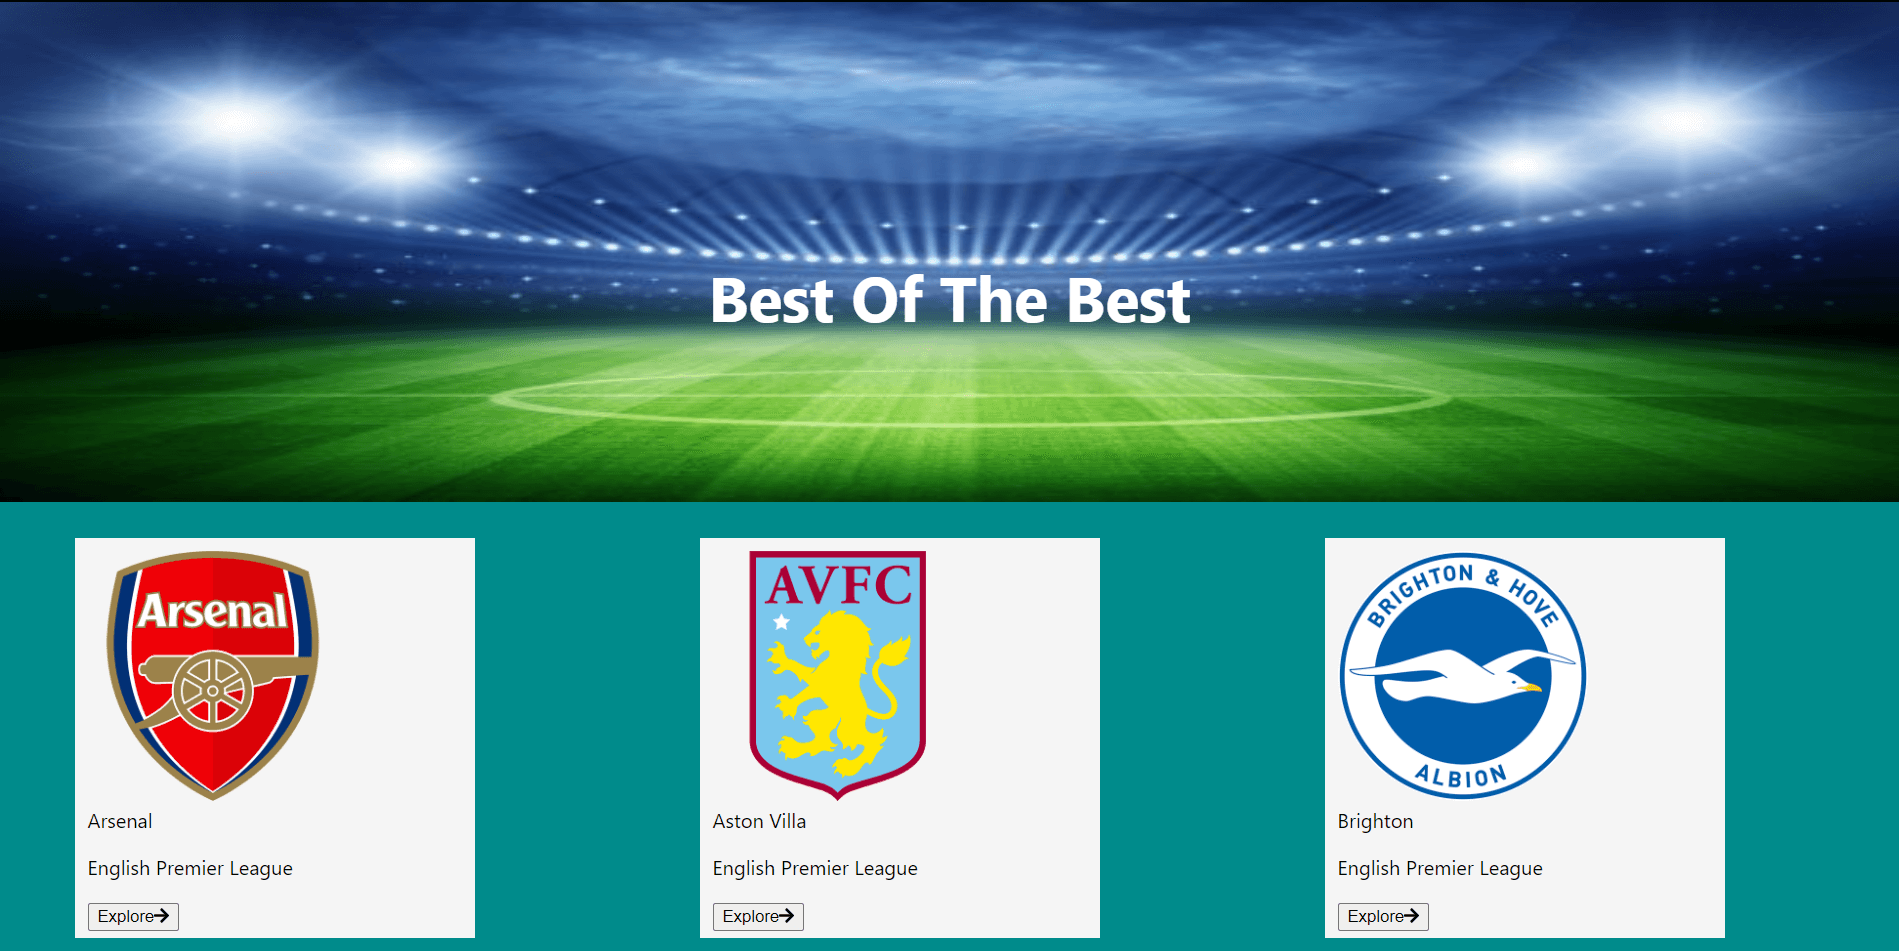 Best Of The Best
Arsenal
AVFC
BRIGHTON & HOVE
ALBION
Arsenal
Aston Villa
Brighton
English Premier League
English Premier League
English Premier League
Explore
Explore
Explore